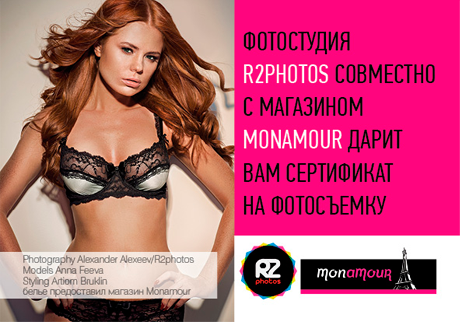 ФОТОСТУДИЯ
R2PHOTOS СОВМЕСТНО
С МАГАЗИНОМ
MONAMOUR ДАРИТ
ВАМ СЕРТИФИКАТ
НА ФОТОСЪЕМКУ
Photography Alexander Alexeev/R2photos
Models Anna Feeva
Styling Artiom Bruklin
белье предоставил магазин Monamour
R2
photos
monamour